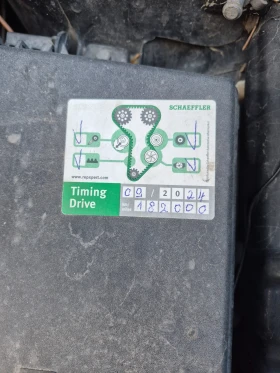 SCHAEFFLER
www.repxpert.com
Timing 09 / 2024
Drive 182000